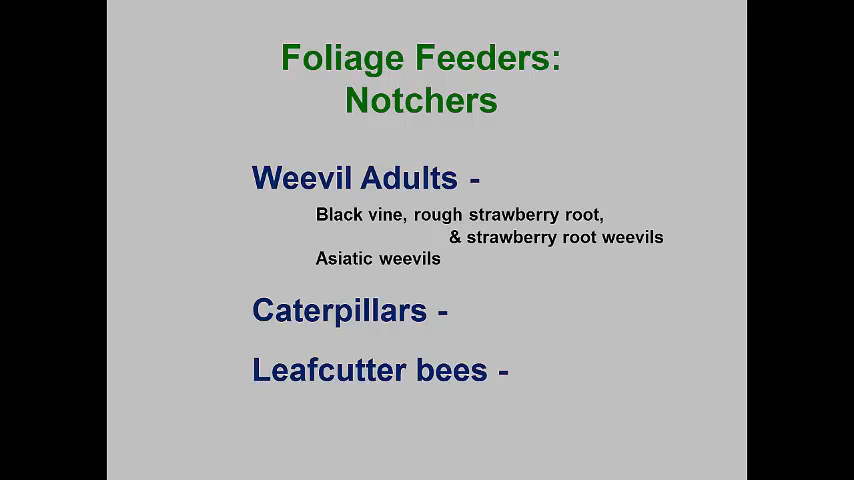 Foliage Feeders:
Notchers
Weevil Adults -
Black vine, rough strawberry root,
& strawberry root weevils
Asiatic weevils
Caterpillars -
Leafcutter bees -